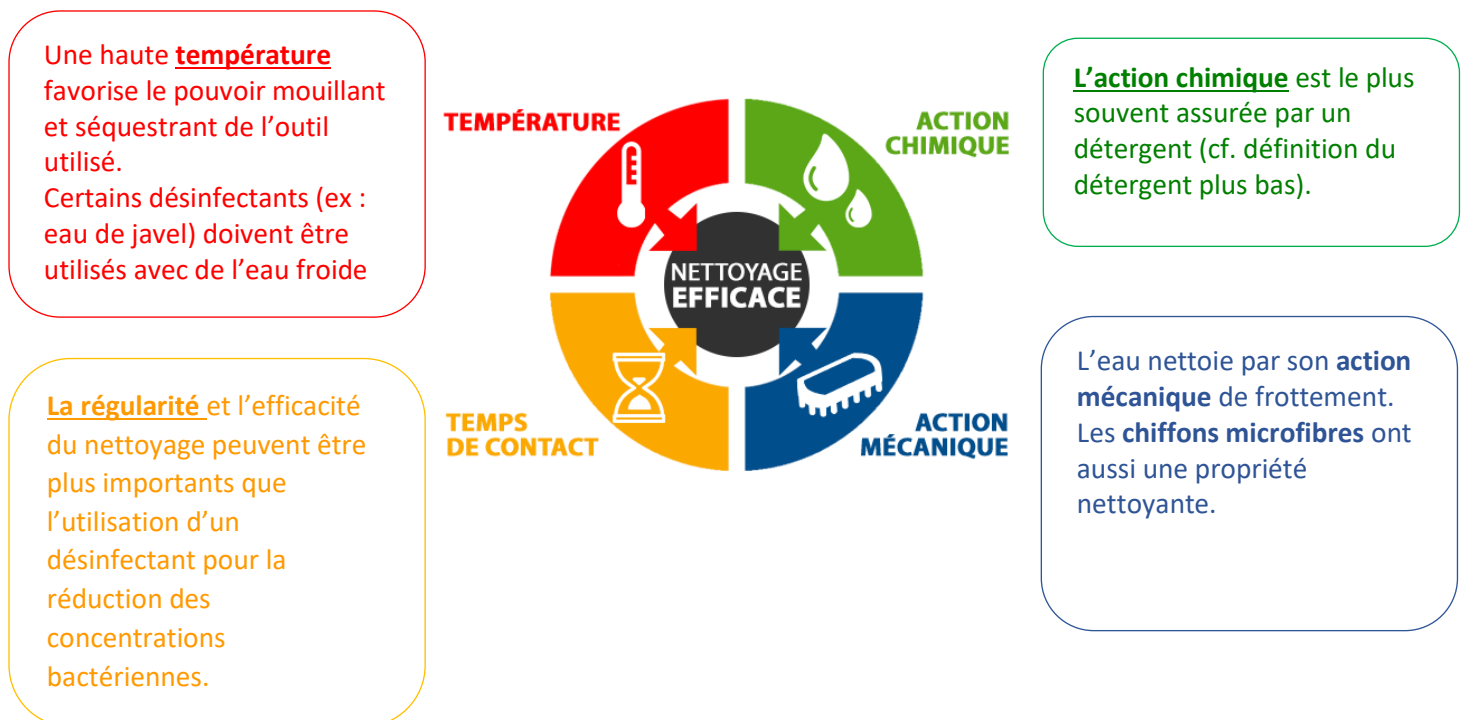 Une haute température
favorise le pouvoir mouillant
et séquestrant de l’outil
utilisé.
Certains désinfectants (ex :
eau de javel) doivent être
utilisés avec de l’eau froide
TEMPÉRATURE
ACTION
CHIMIQUE
L’action chimique est le plus
souvent assurée par un
détergent (cf. définition du
détergent plus bas).
NETTOYAGE
EFFICACE
La régularité et l’efficacité
du nettoyage peuvent être
plus importants que
l’utilisation d’un
désinfectant pour la
réduction des
concentrations
bactériennes.
TEMPS
DE CONTACT
ACTION
MÉCANIQUE
L’eau nettoie par son action
mécanique de frottement.
Les chiffons microfibres ont
aussi une propriété
nettoyante.